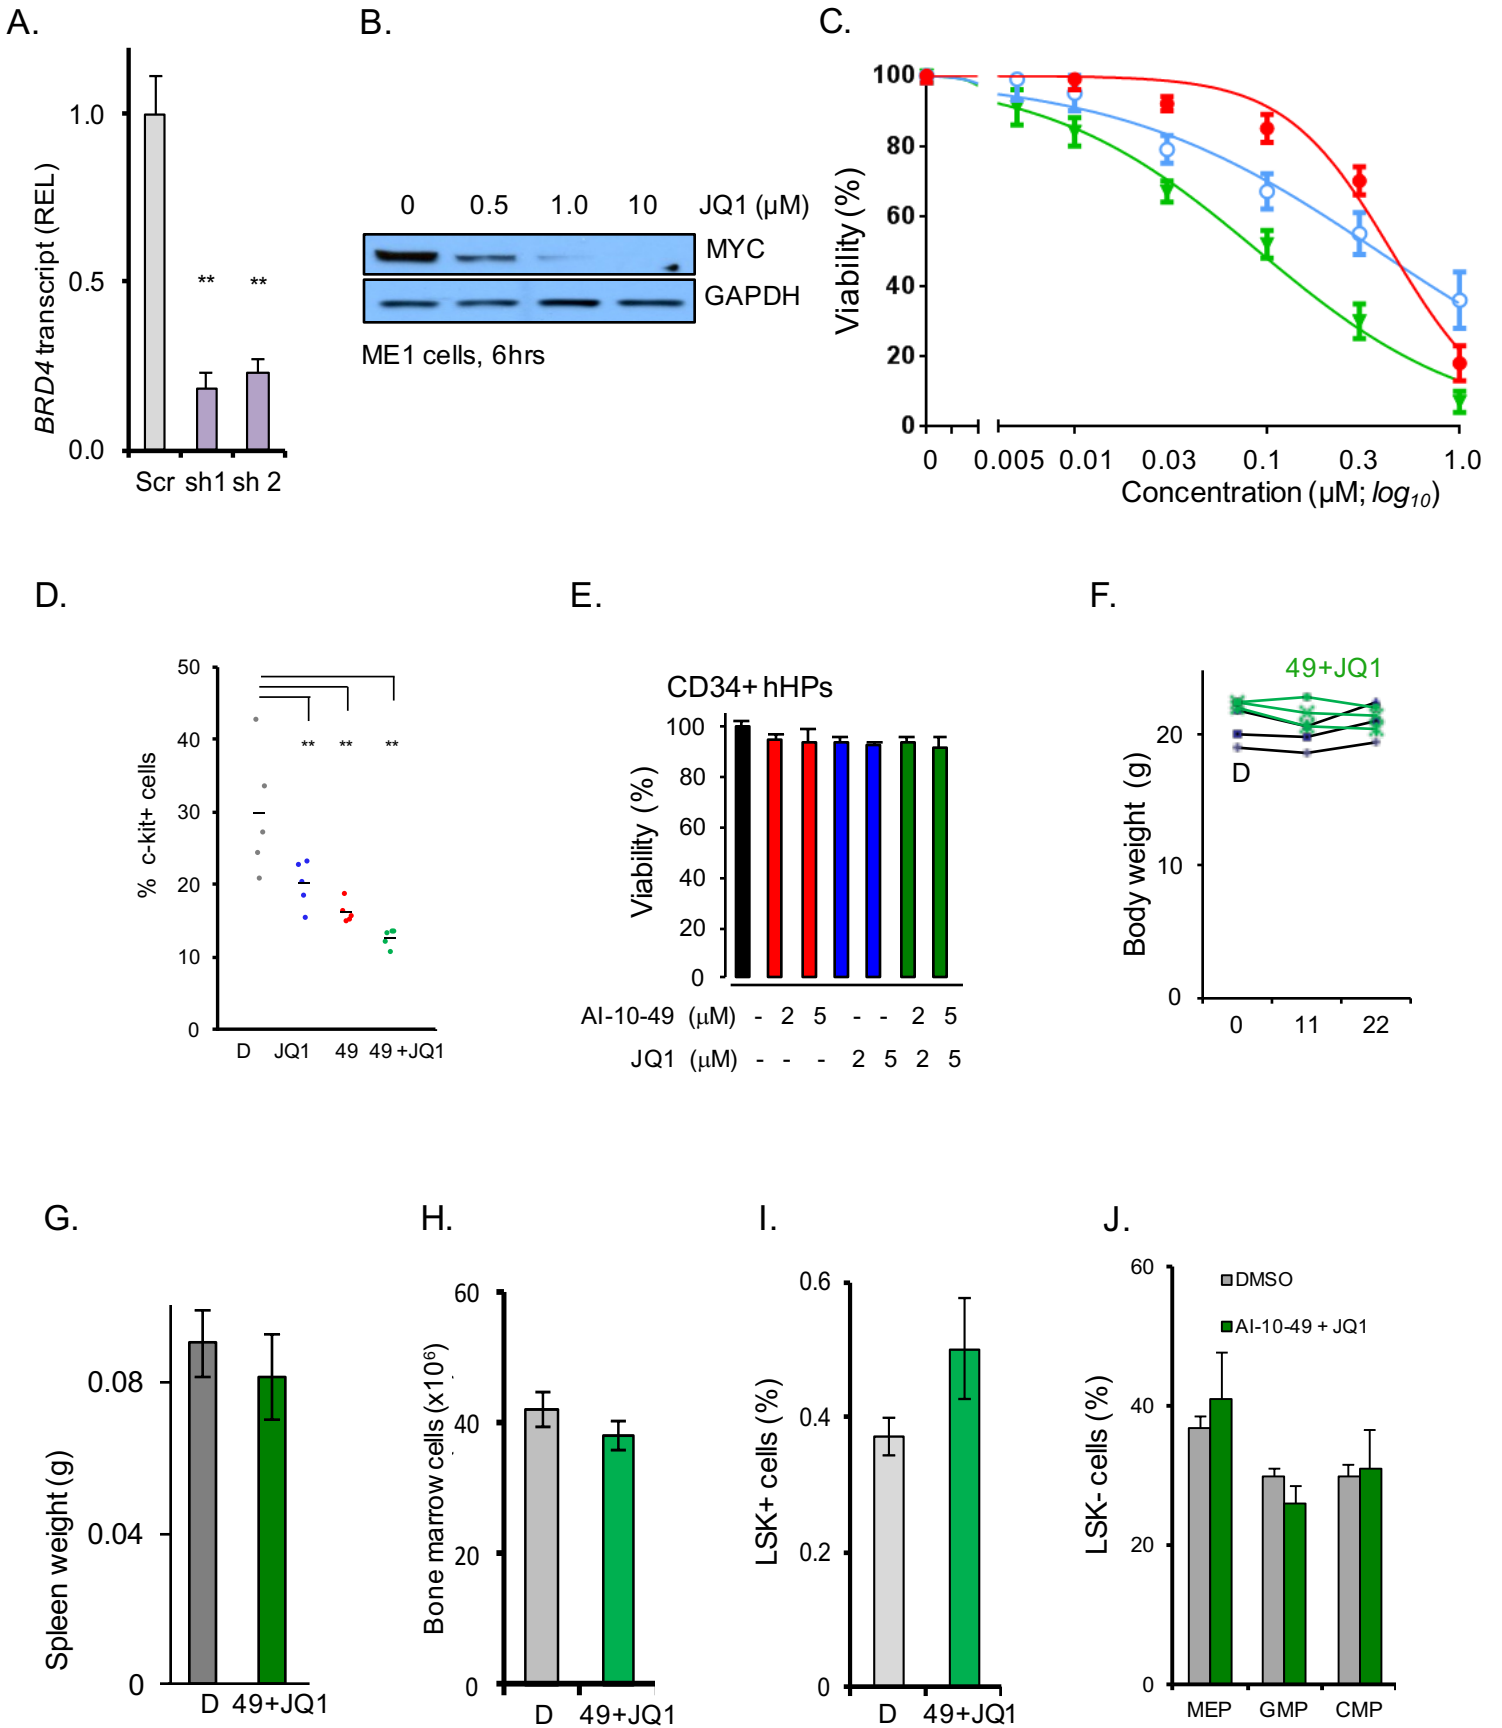 A.
BRD4 transcript (REL)
1.0
0.5
0.0
** **
Scr sh1 sh 2
B.
0 0.5 1.0 10 JQ1 (µM)
MYC
GAPDH
ME1 cells, 6hrs
C.
Viability (%)
100
80
60
40
20
0
0 0.005 0.01 0.03 0.1 0.3 1.0
Concentration (µM; log10)
D.
% c-kit+ cells
50
40
30
20
10
0
** ** **
D JQ1 49 49 +JQ1
E.
CD34+ hHPs
Viability (%)
100
80
60
40
20
0
AI-10-49 (µM) - 2 5 - - 2 5
JQ1 (µM) - - - 2 5 2 5
F.
49+JQ1
Body weight (g)
20
10
0
D
0 11 22
G.
Spleen weight (g)
0.08
0.04
0
D 49+JQ1
H.
Bone marrow cells (x10⁶)
60
40
20
0
D 49+JQ1
I.
LSK+ cells (%)
0.6
0.4
0.2
0
D 49+JQ1
J.
LSK- cells (%)
60
40
20
0
DMSO
AI-10-49 + JQ1
MEP GMP CMP